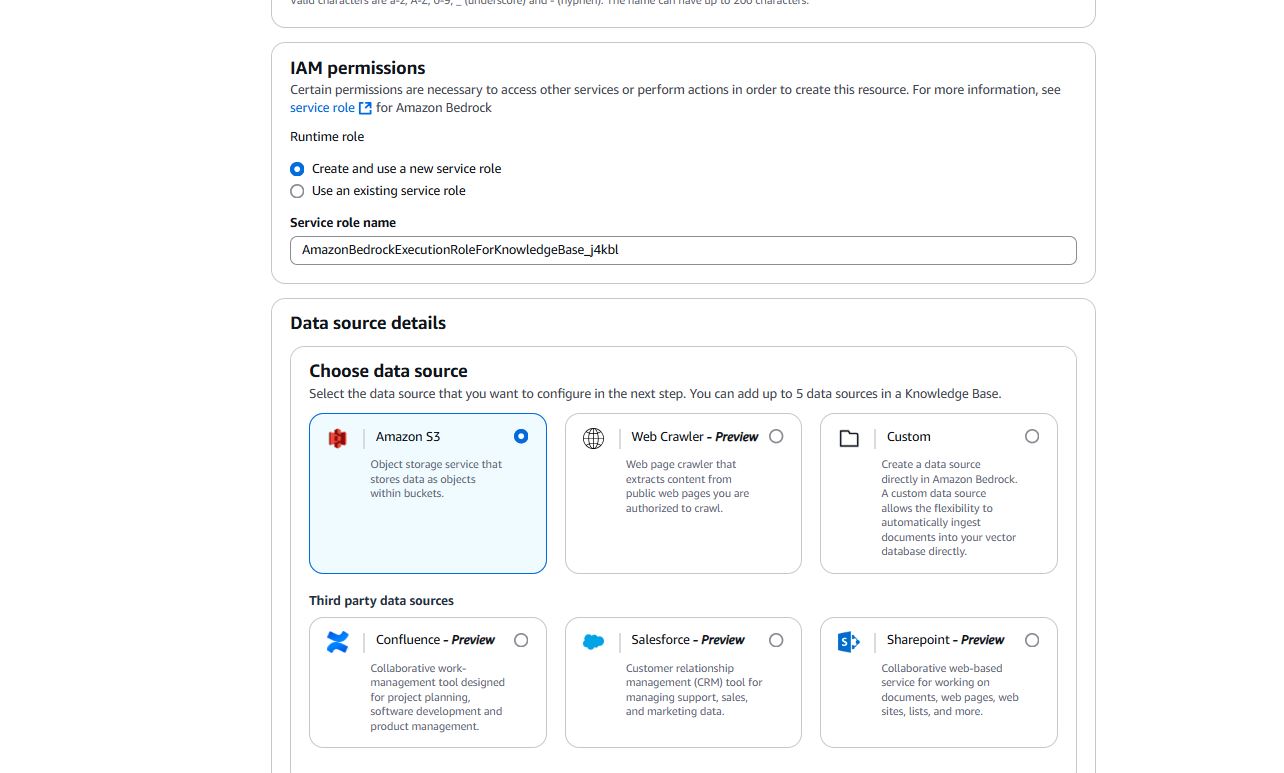 Valid characters are a-z, A-Z, 0-9, _ (underscore) and - (hyphen). The name can have up to 200 characters.
IAM permissions
Certain permissions are necessary to access other services or perform actions in order to create this resource. For more information, see
service role for Amazon Bedrock
Runtime role
Create and use a new service role
Use an existing service role
Service role name
AmazonBedrockExecutionRoleForKnowledgeBase_j4kbl
Data source details
Choose data source
Select the data source that you want to configure in the next step. You can add up to 5 data sources in a Knowledge Base.
Amazon S3
Object storage service that
stores data as objects
within buckets.
Web Crawler - Preview
Web page crawler that
extracts content from
public web pages you are
authorized to crawl.
Custom
Create a data source
directly in Amazon Bedrock.
A custom data source
allows the flexibility to
automatically ingest
documents into your vector
database directly.
Third party data sources
Confluence - Preview
Collaborative work-
management tool designed
for project planning,
software development and
product management.
Salesforce - Preview
Customer relationship
management (CRM) tool for
managing support, sales,
and marketing data.
Sharepoint - Preview
Collaborative web-based
service for working on
documents, web pages, web
sites, lists, and more.